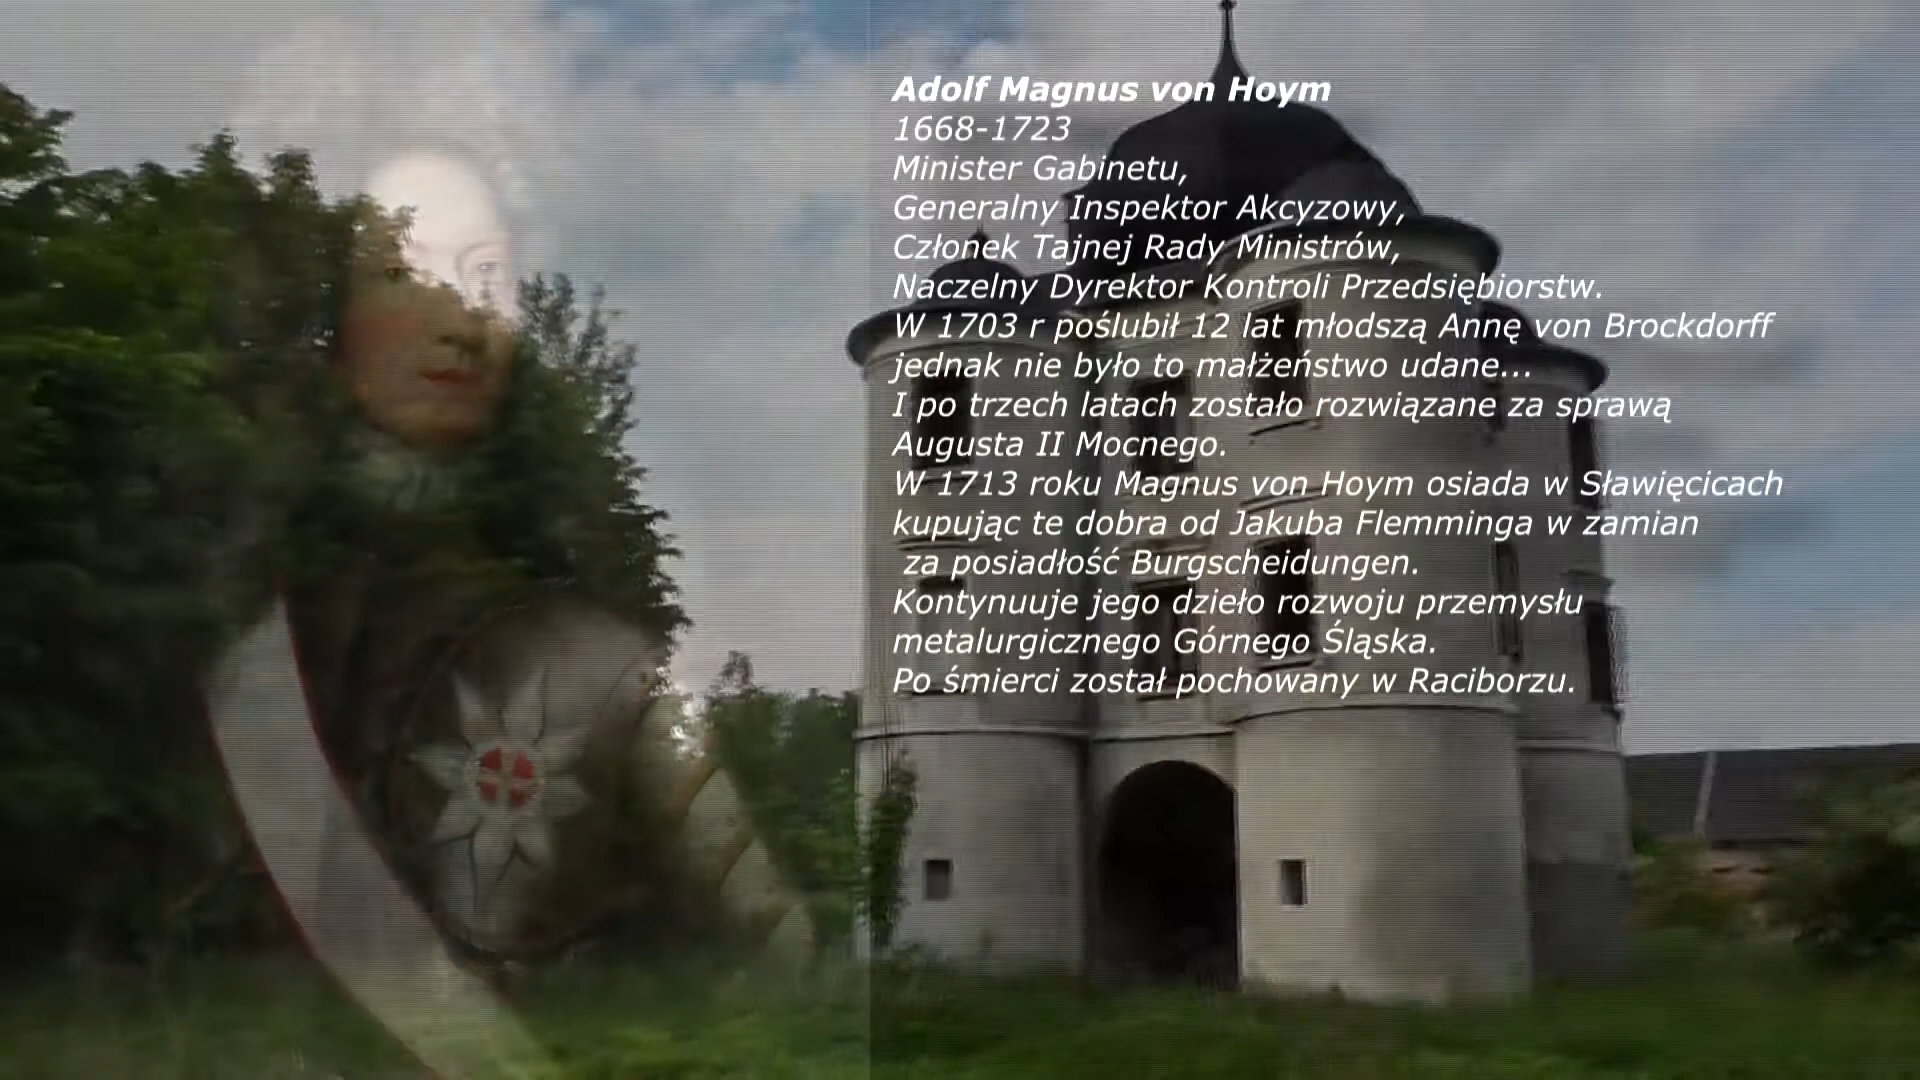 Adolf Magnus von Hoym
1668-1723
Minister Gabinetu,
Generalny Inspektor Akcyzowy,
Członek Tajnej Rady Ministrów,
Naczelny Dyrektor Kontroli Przedsiębiorstw.
W 1703 r poślubił 12 lat młodszą Annę von Brockdorff
jednak nie było to małżeństwo udane...
I po trzech latach zostało rozwiązane za sprawą
Augusta II Mocnego.
W 1713 roku Magnus von Hoym osiada w Sławięcicach
kupując te dobra od Jakuba Flemminga w zamian
za posiadłość Burgscheidungen.
Kontynuuje jego dzieło rozwoju przemysłu
metalurgicznego Górnego Śląska.
Po śmierci został pochowany w Raciborzu.